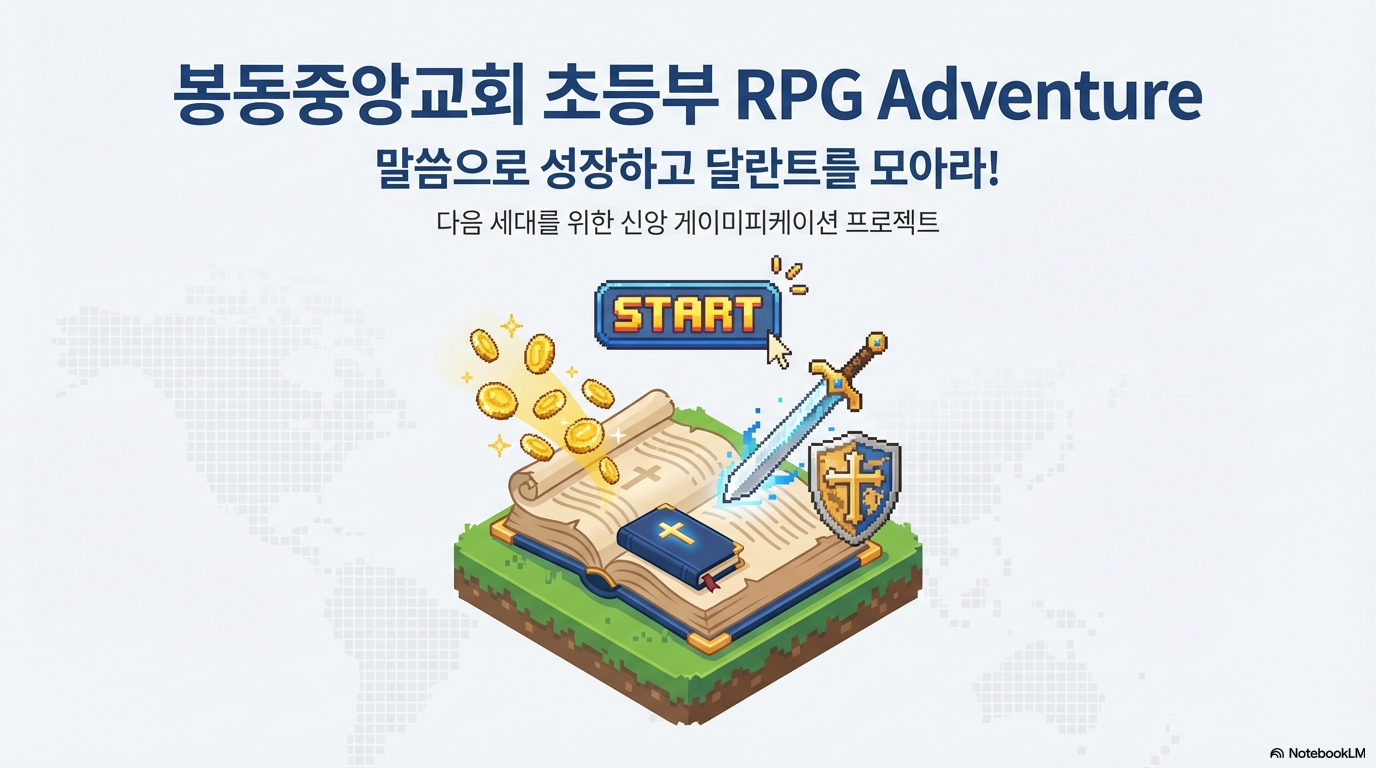 봉동중앙교회 초등부 RPG Adventure
말씀으로 성장하고 달란트를 모아라!
다음 세대를 위한 신앙 게이미피케이션 프로젝트
START
NotebookLM